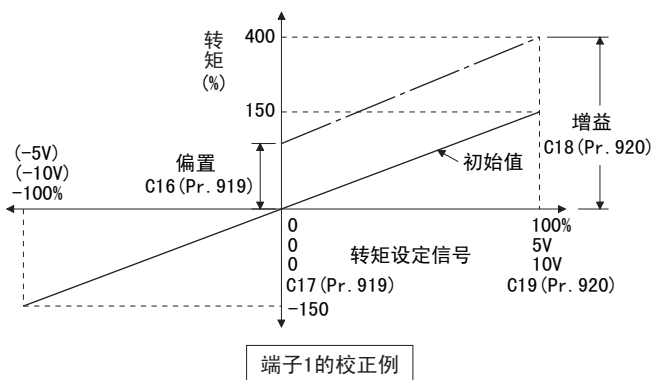 转矩
(%)
400
150
(−5V)
(−10V)
−100%
偏置
C16(Pr.919)
初始值
增益
C18(Pr.920)
0
0
0
C17(Pr.919)
−150
转矩设定信号
100%
5V
10V
C19(Pr.920)
端子1的校正例